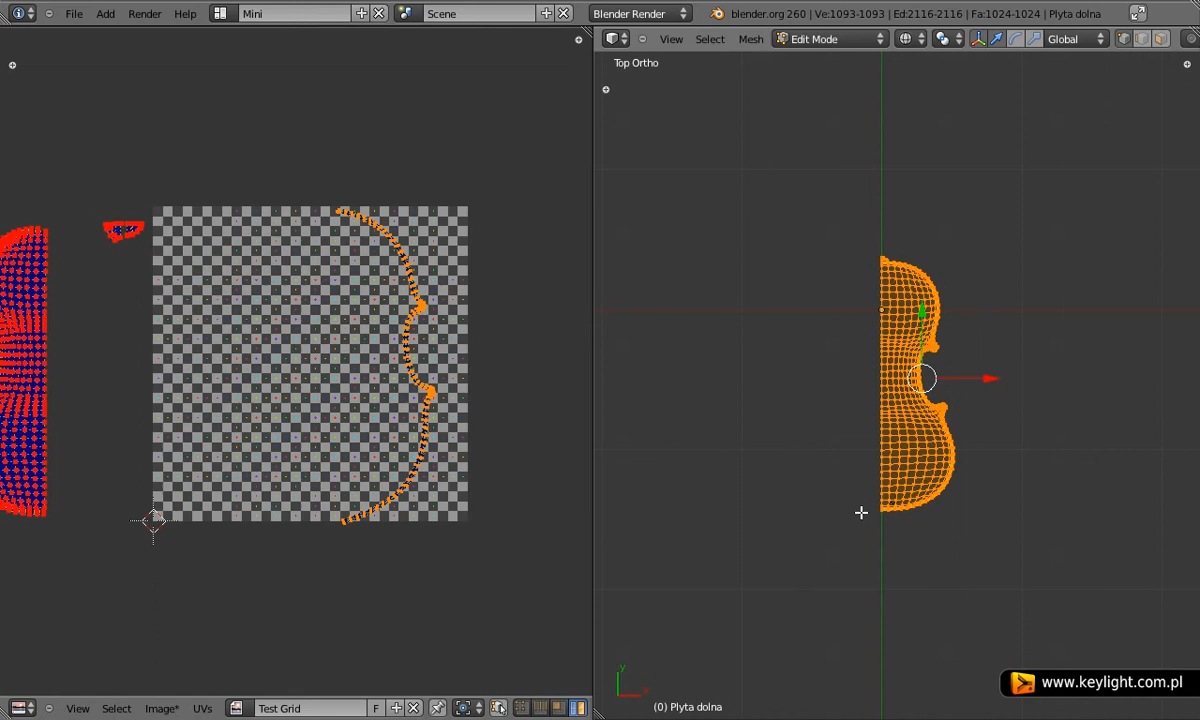 File Add Render Help Mini Scene Blender Render blender.org 260 | Ve:1093-1093 | Ed:2116-2116 | Fa:1024-1024 | Plyta dolna
View Select Mesh Edit Mode Global
Top Ortho
y
x
www.keylight.com.pl
(0) Plyta dolna
View Select Image* UVs Test Grid F